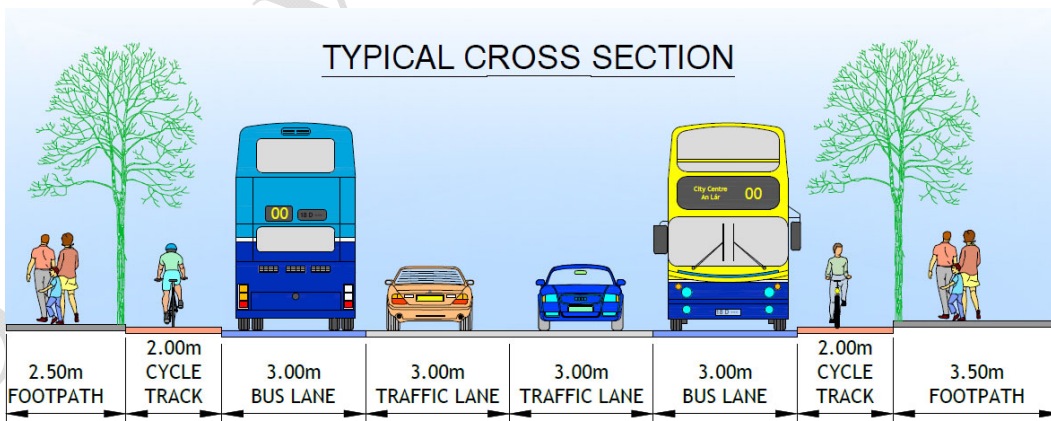 TYPICAL CROSS SECTION
00
18 D
City Centre
An Lár
00
18 D
2.50m
FOOTPATH
2.00m
CYCLE
TRACK
3.00m
BUS LANE
3.00m
TRAFFIC LANE
3.00m
TRAFFIC LANE
3.00m
BUS LANE
2.00m
CYCLE
TRACK
3.50m
FOOTPATH